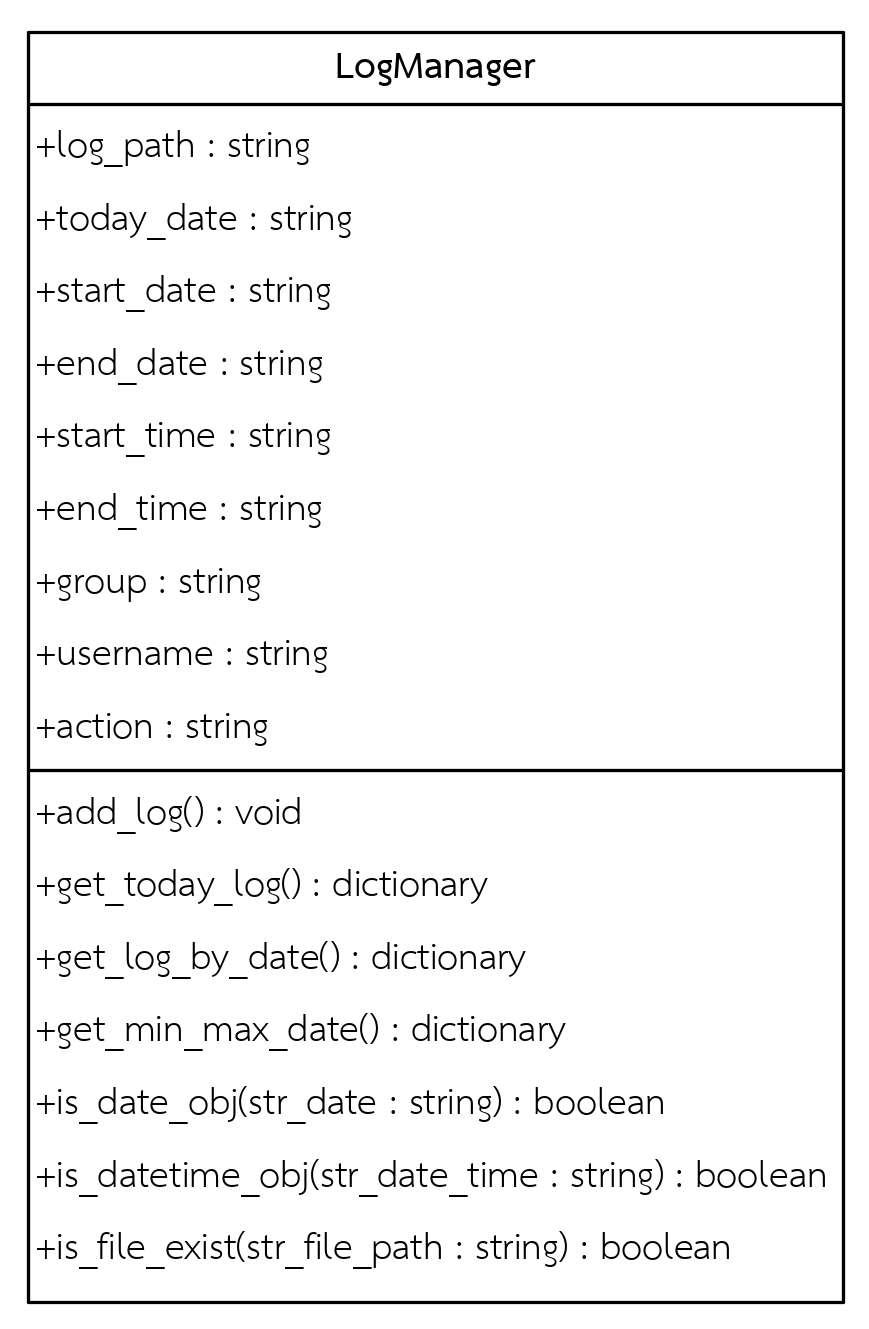 LogManager
+log_path : string
+today_date : string
+start_date : string
+end_date : string
+start_time : string
+end_time : string
+group : string
+username : string
+action : string
+add_log() : void
+get_today_log() : dictionary
+get_log_by_date() : dictionary
+get_min_max_date() : dictionary
+is_date_obj(str_date : string) : boolean
+is_datetime_obj(str_date_time : string) : boolean
+is_file_exist(str_file_path : string) : boolean